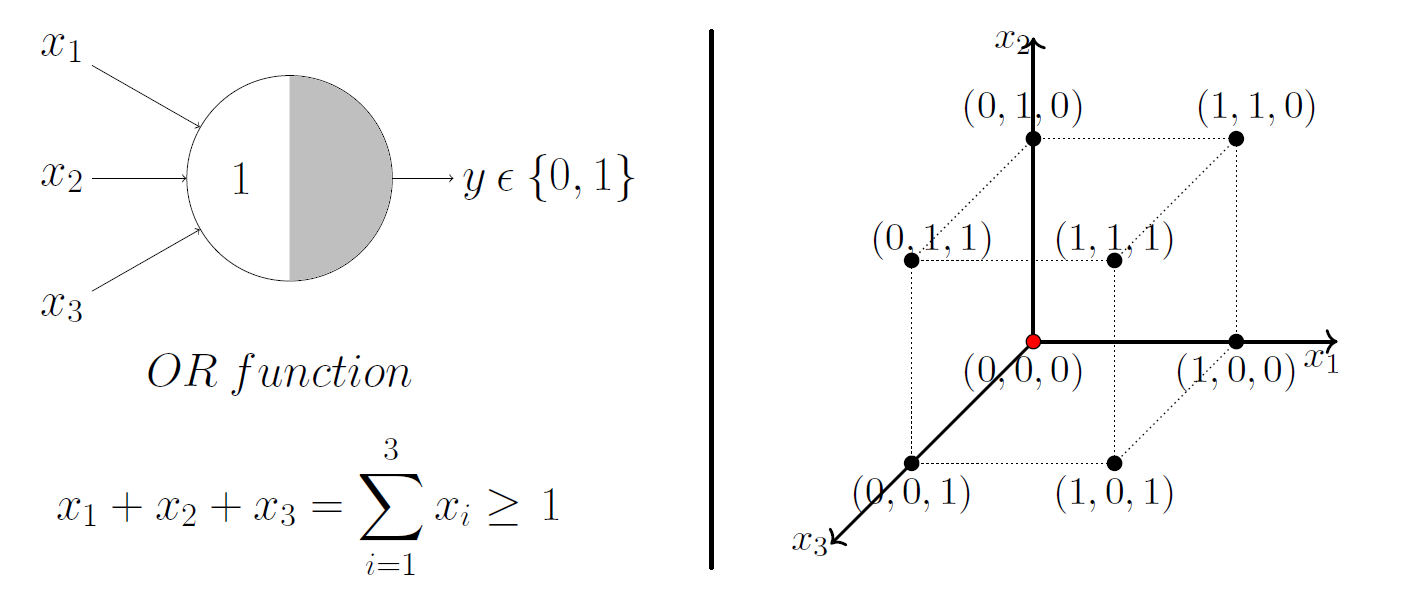 x₁
x₂
x₃
1
y ϵ {0, 1}
OR function
x₁ + x₂ + x₃ = ∑³ᵢ₌₁ xᵢ ≥ 1
x₂
(0, 1, 0)
(1, 1, 0)
(0, 1, 1)
(1, 1, 1)
(0, 0, 0)
(1, 0, 0)
x₁
(0, 0, 1)
(1, 0, 1)
x₃